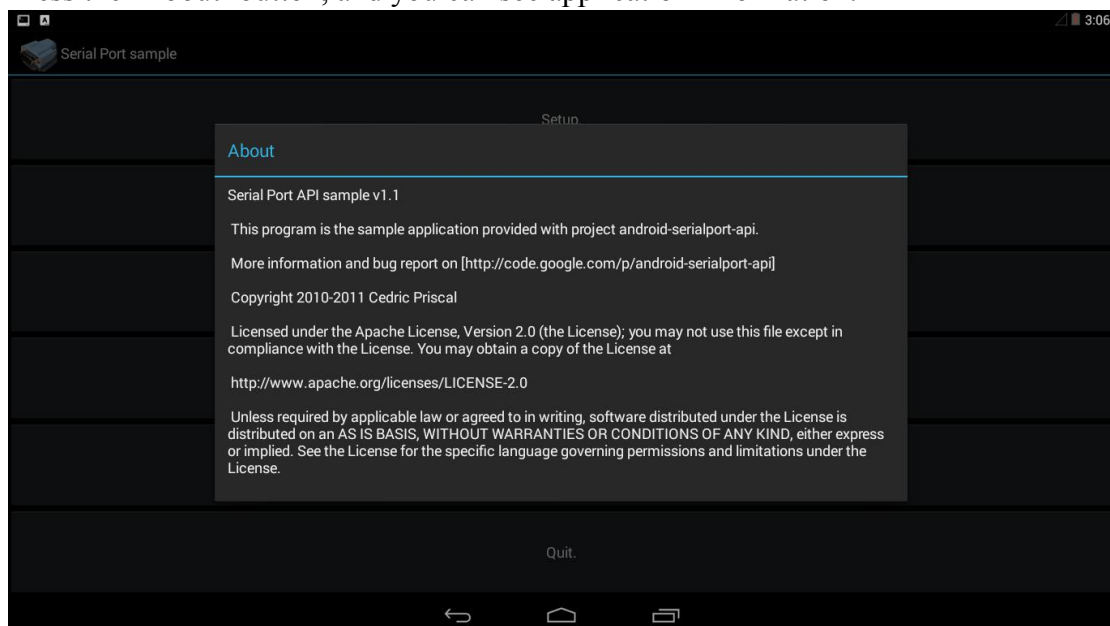 3:06
Serial Port sample
Setup.
About
Serial Port API sample v1.1
This program is the sample application provided with project android-serialport-api.
More information and bug report on [http://code.google.com/p/android-serialport-api]
Copyright 2010-2011 Cedric Priscal
Licensed under the Apache License, Version 2.0 (the License); you may not use this file except in
compliance with the License. You may obtain a copy of the License at
http://www.apache.org/licenses/LICENSE-2.0
Unless required by applicable law or agreed to in writing, software distributed under the License is
distributed on an AS IS BASIS, WITHOUT WARRANTIES OR CONDITIONS OF ANY KIND, either express
or implied. See the License for the specific language governing permissions and limitations under the
License.
Quit.